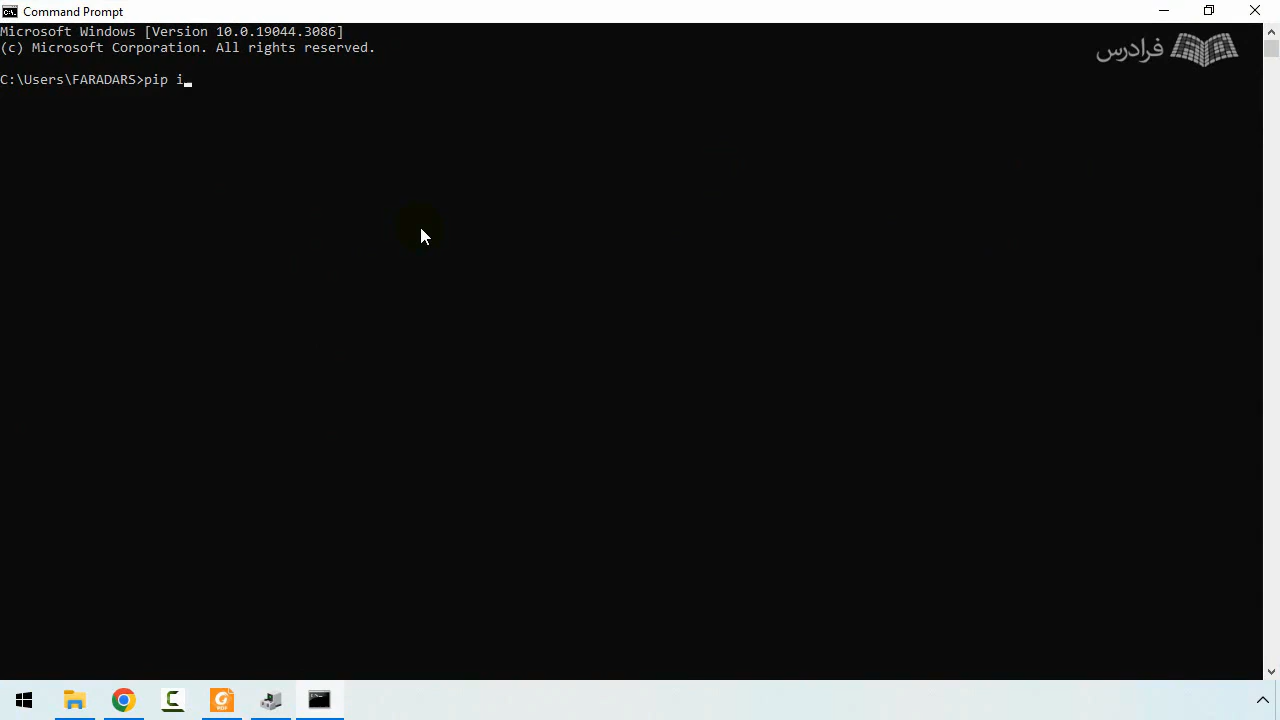 Command Prompt
Microsoft Windows [Version 10.0.19044.3086]
(c) Microsoft Corporation. All rights reserved.
C:\Users\FARADARS>pip i
فرادرس